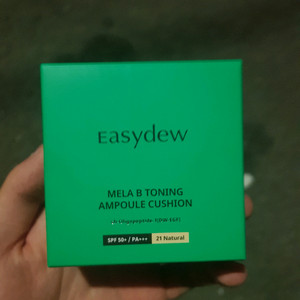 Easydew
MELA B TONING
AMPOULE CUSHION
SPF 50+ / PA+++ 21 Natural